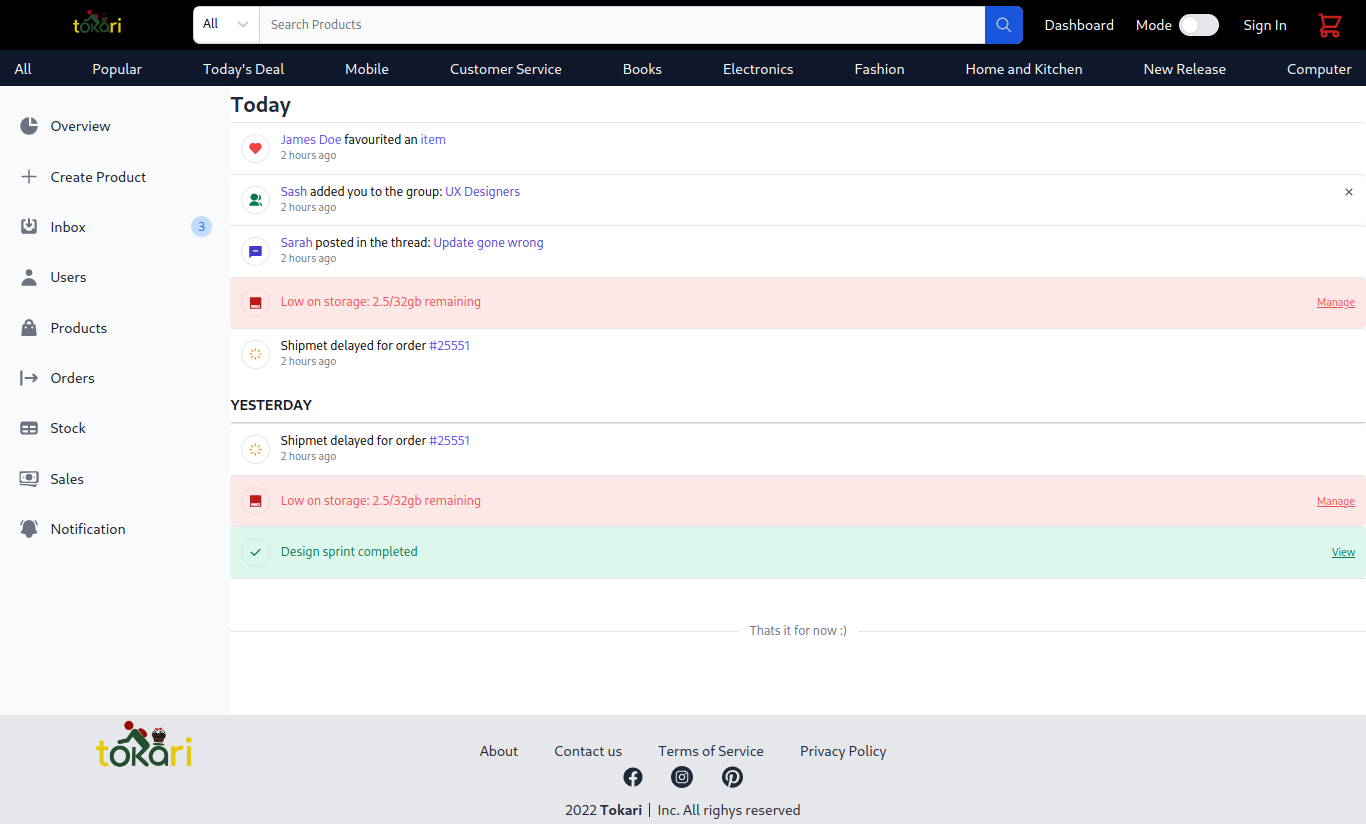 tokari All Search Products Dashboard Mode Sign In
All Popular Today's Deal Mobile Customer Service Books Electronics Fashion Home and Kitchen New Release Computer
Overview
Create Product
Inbox 3
Users
Products
Orders
Stock
Sales
Notification
Today
James Doe favourited an item
2 hours ago
Sash added you to the group: UX Designers
2 hours ago
Sarah posted in the thread: Update gone wrong
2 hours ago
Low on storage: 2.5/32gb remaining Manage
Shipmet delayed for order #25551
2 hours ago
YESTERDAY
Shipmet delayed for order #25551
2 hours ago
Low on storage: 2.5/32gb remaining Manage
Design sprint completed View
Thats it for now :)
tokari
About Contact us Terms of Service Privacy Policy
2022 Tokari | Inc. All righys reserved